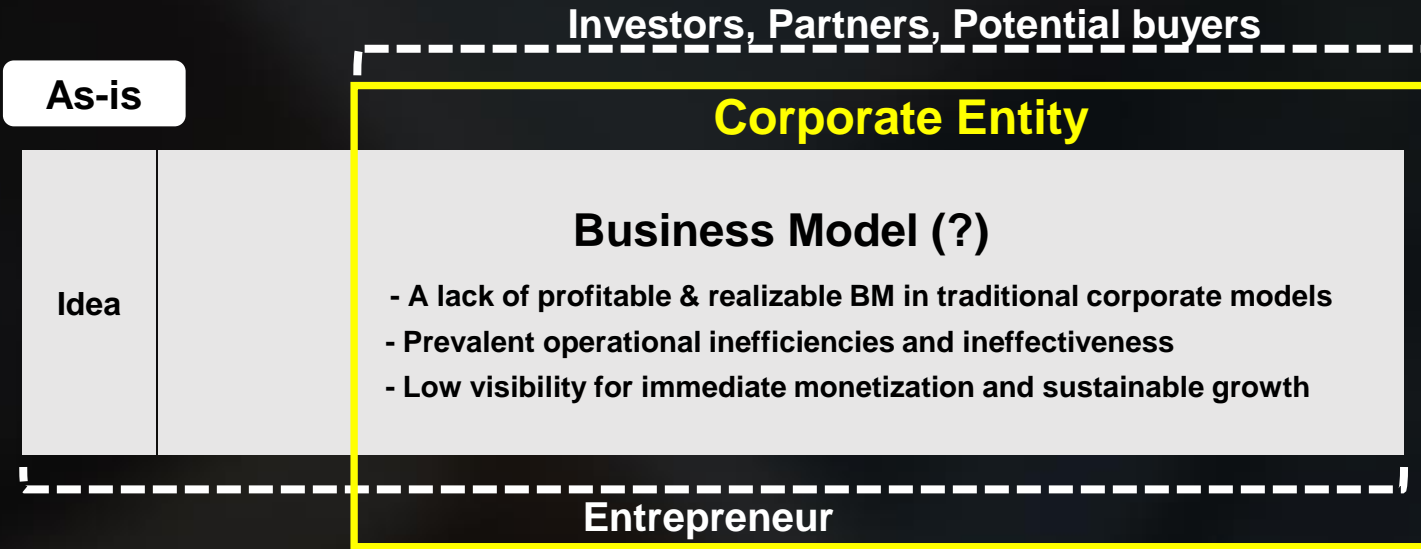 Investors, Partners, Potential buyers
As-is
Corporate Entity
Business Model (?)
Idea
- A lack of profitable & realizable BM in traditional corporate models
- Prevalent operational inefficiencies and ineffectiveness
- Low visibility for immediate monetization and sustainable growth
Entrepreneur